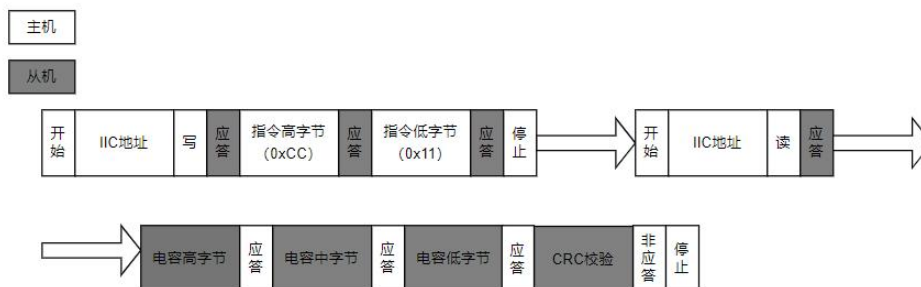 主机
从机
开始 IIC地址 写 应答 指令高字节 (0xCC) 应答 指令低字节 (0x11) 应答 停止 开始 IIC地址 读 应答
电容高字节 应答 电容中字节 应答 电容低字节 应答 CRC校验 非应答 停止